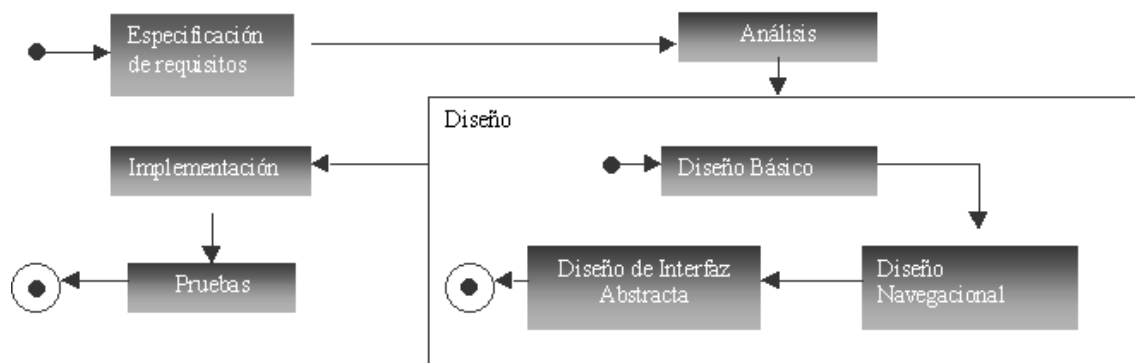 Especificación
de requisitos
Análisis
Diseño
Implementación
Diseño Básico
Pruebas
Diseño de Interfaz
Abstracta
Diseño
Navegacional